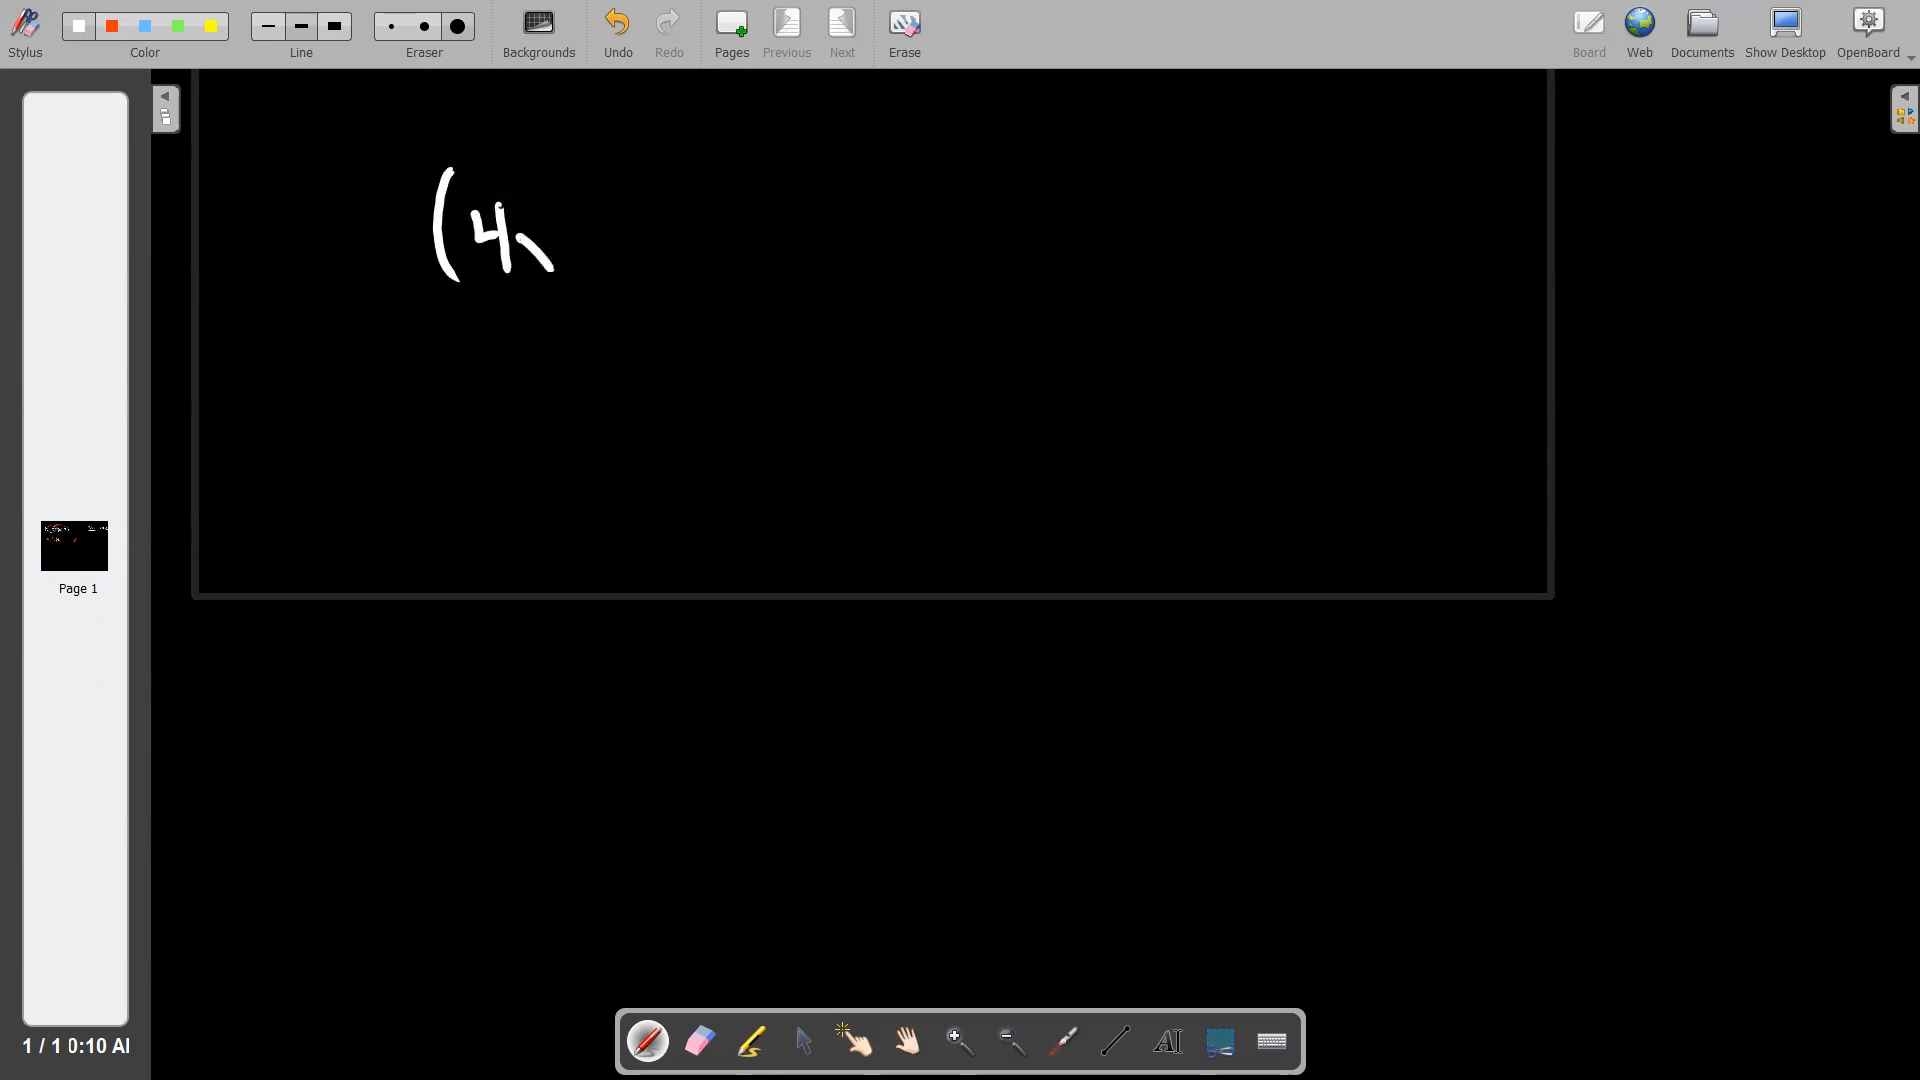 Stylus Color Line Eraser Backgrounds Undo Redo Pages Previous Next Erase Board Web Documents Show Desktop OpenBoard
(4
Page 1
1 / 1 0:10 Al
AI